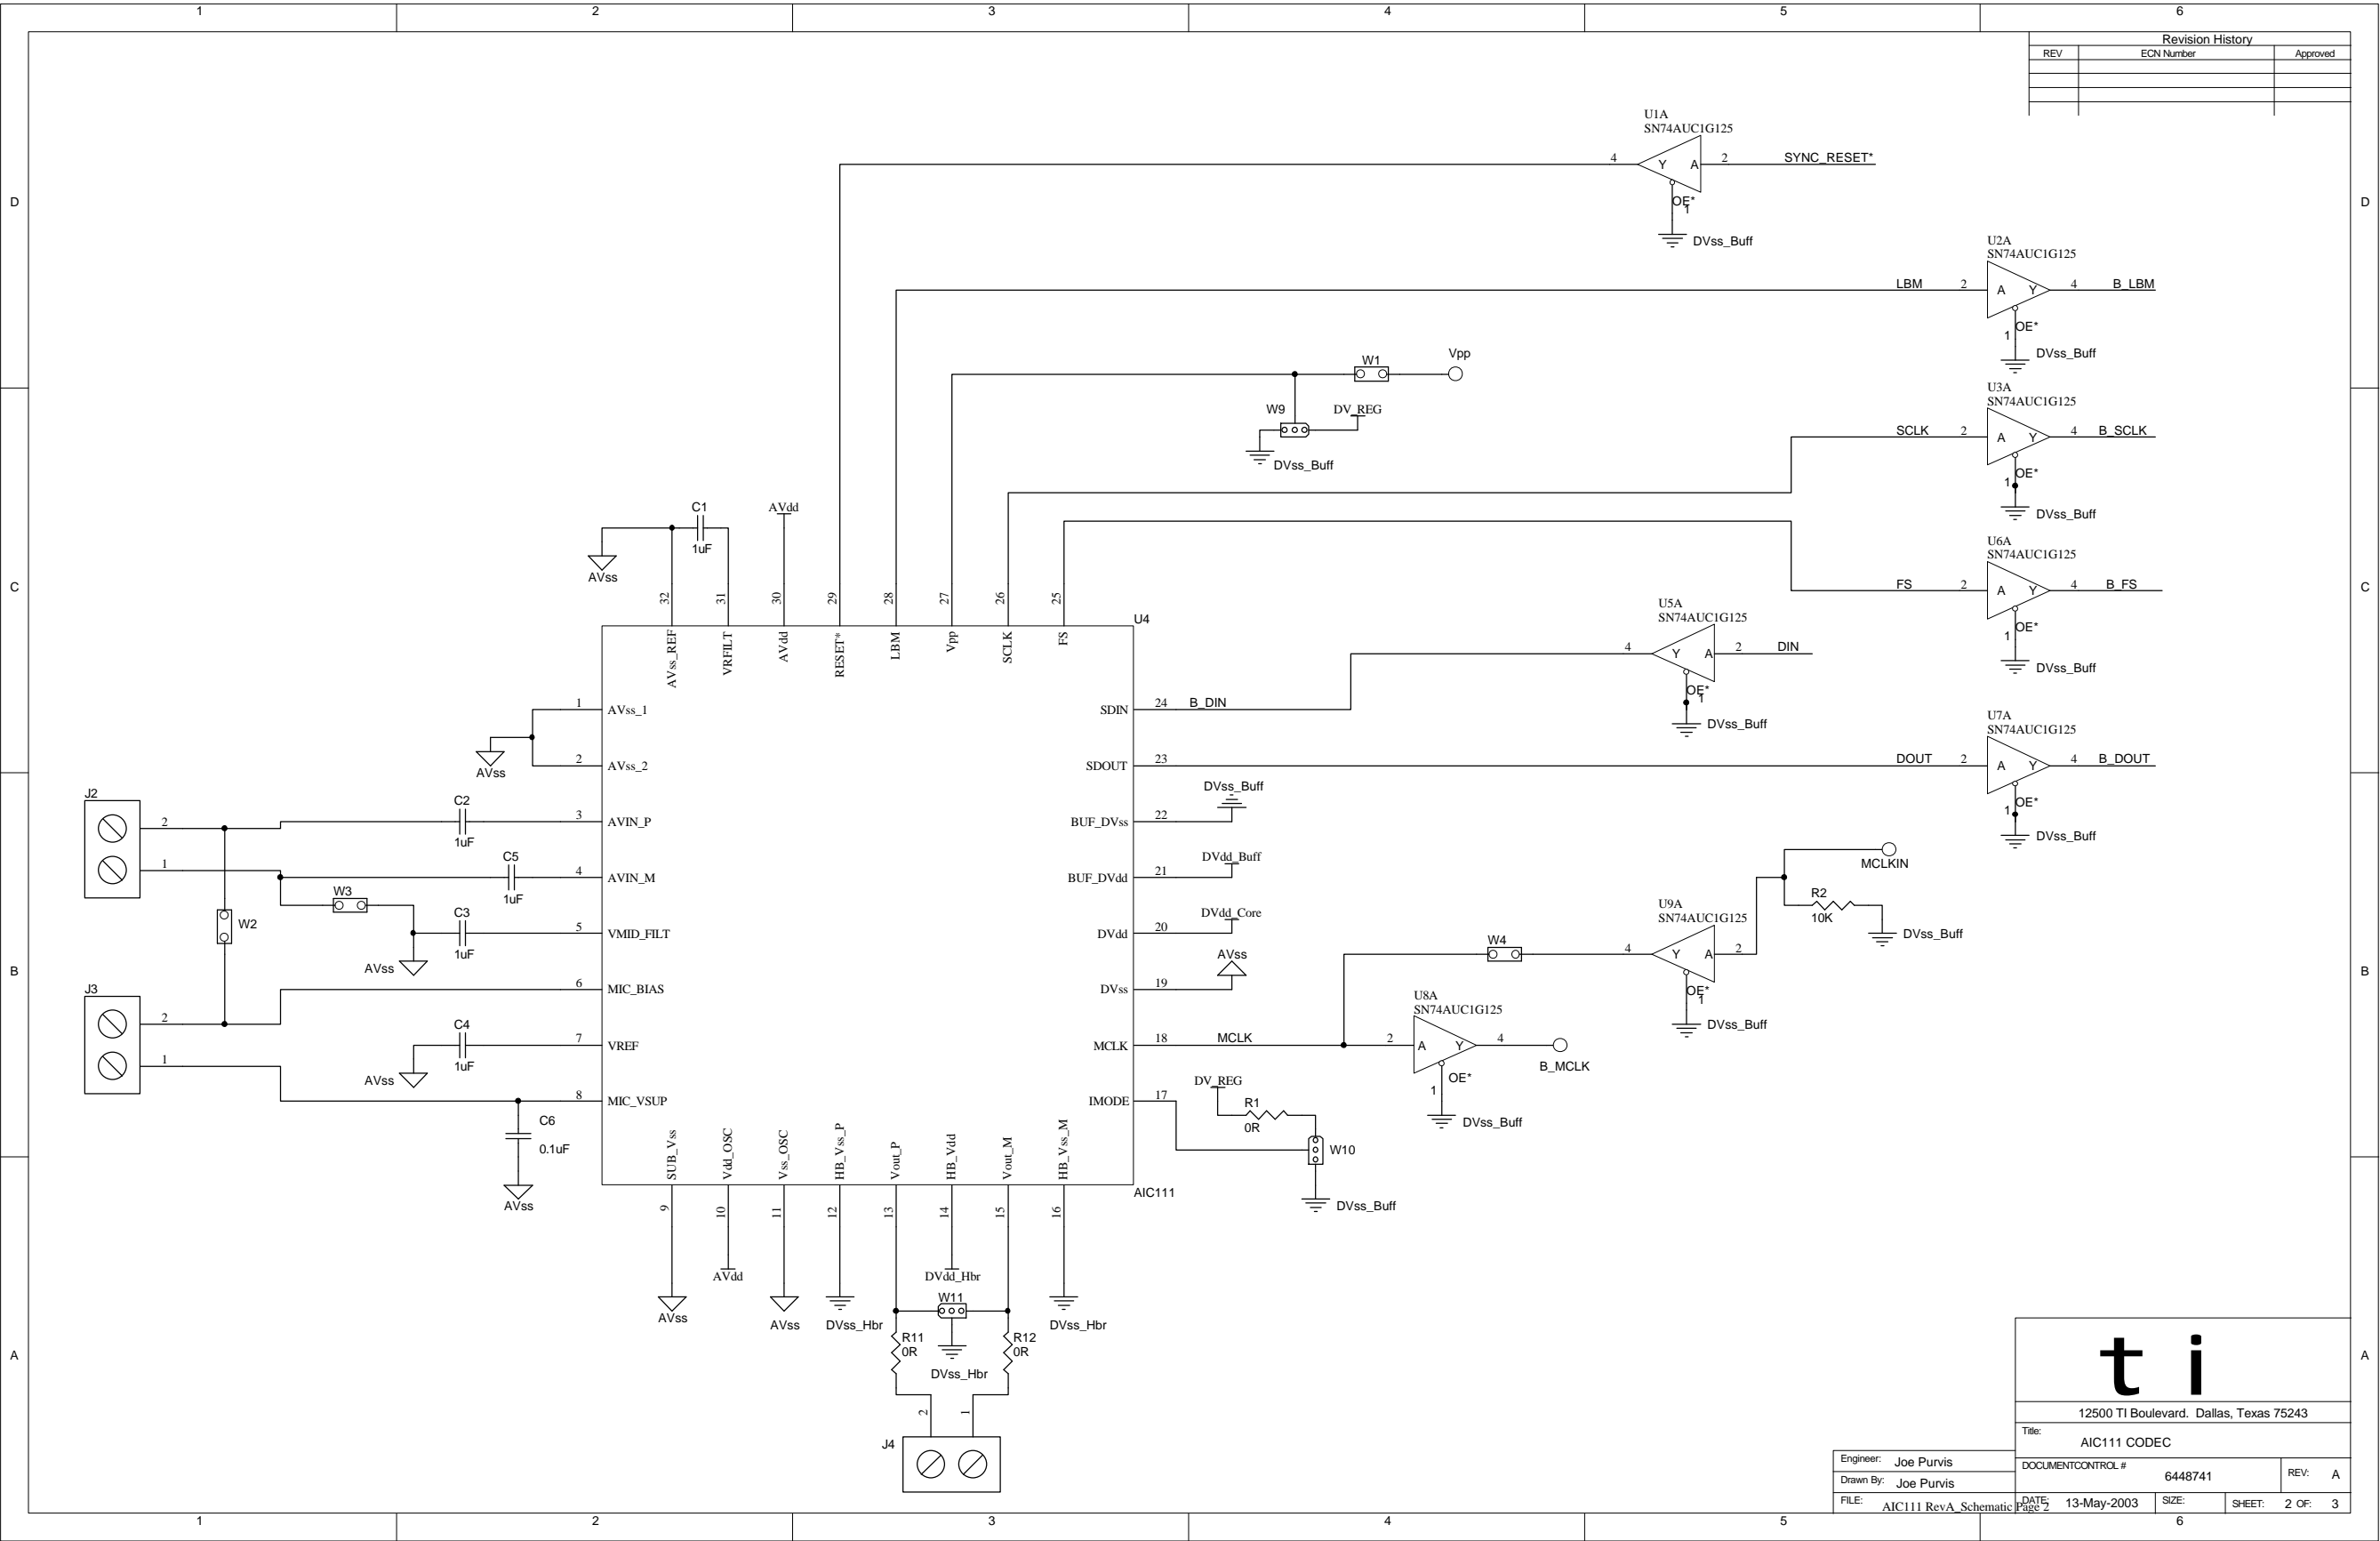 1 2 3 4 5 6
Revision History
REV ECN Number Approved
U1A
SN74AUC1G125
4 Y A 2 SYNC_RESET*
OE*
1
DVss_Buff
D D
U2A
SN74AUC1G125
LBM 2 A Y 4 B_LBM
OE*
1
DVss_Buff
W1 Vpp
W9 DV_REG
DVss_Buff
U3A
SN74AUC1G125
SCLK 2 A Y 4 B_SCLK
OE*
1
DVss_Buff
C1
1uF
AVdd
AVss
C C
U6A
SN74AUC1G125
FS 2 A Y 4 B_FS
OE*
1
DVss_Buff
32 31 30 29 28 27 26 25
U4
AVss_REF VRFILT AVdd RESET* LBM Vpp SCLK FS
U5A
SN74AUC1G125
4 Y A 2 DIN
OE*
1
DVss_Buff
1 AVss_1
SDIN 24 B_DIN
AVss
2 AVss_2
U7A
SN74AUC1G125
SDOUT 23 DOUT 2 A Y 4 B_DOUT
OE*
1
DVss_Buff
J2
2
C2
1uF
3 AVIN_P
DVss_Buff
BUF_DVss 22
1
C5
1uF
4 AVIN_M
DVdd_Buff
BUF_DVdd 21
MCLKIN
W3
R2
10K
DVss_Buff
W2
C3
1uF
5 VMID_FILT
AVss
DVdd_Core
DVdd 20
U9A
SN74AUC1G125
W4 4 Y A 2
OE*
1
DVss_Buff
B B
AVss
6 MIC_BIAS
DVss 19
J3
2
1
C4
1uF
7 VREF
AVss
U8A
SN74AUC1G125
MCLK 18 MCLK 2 A Y 4
B_MCLK
OE*
1
DVss_Buff
8 MIC_VSUP
IMODE 17
DV_REG
R1
0R
W10
DVss_Buff
C6
0.1uF
AVss
SUB_Vss Vdd_OSC Vss_OSC HB_Vss_P Vout_P HB_Vdd Vout_M HB_Vss_M
AIC111
9 10 11 12 13 14 15 16
AVss
AVdd
AVss
DVss_Hbr
DVdd_Hbr
W11
DVss_Hbr
R11
0R
R12
0R
DVss_Hbr
2 1
J4
A A
ti
12500 TI Boulevard. Dallas, Texas 75243
Title:
AIC111 CODEC
Engineer: Joe Purvis
DOCUMENTCONTROL # 6448741 REV: A
Drawn By: Joe Purvis
FILE: AIC111 RevA_Schematic Page 2
DATE: 13-May-2003 SIZE: SHEET: 2 OF: 3
1 2 3 4 5 6